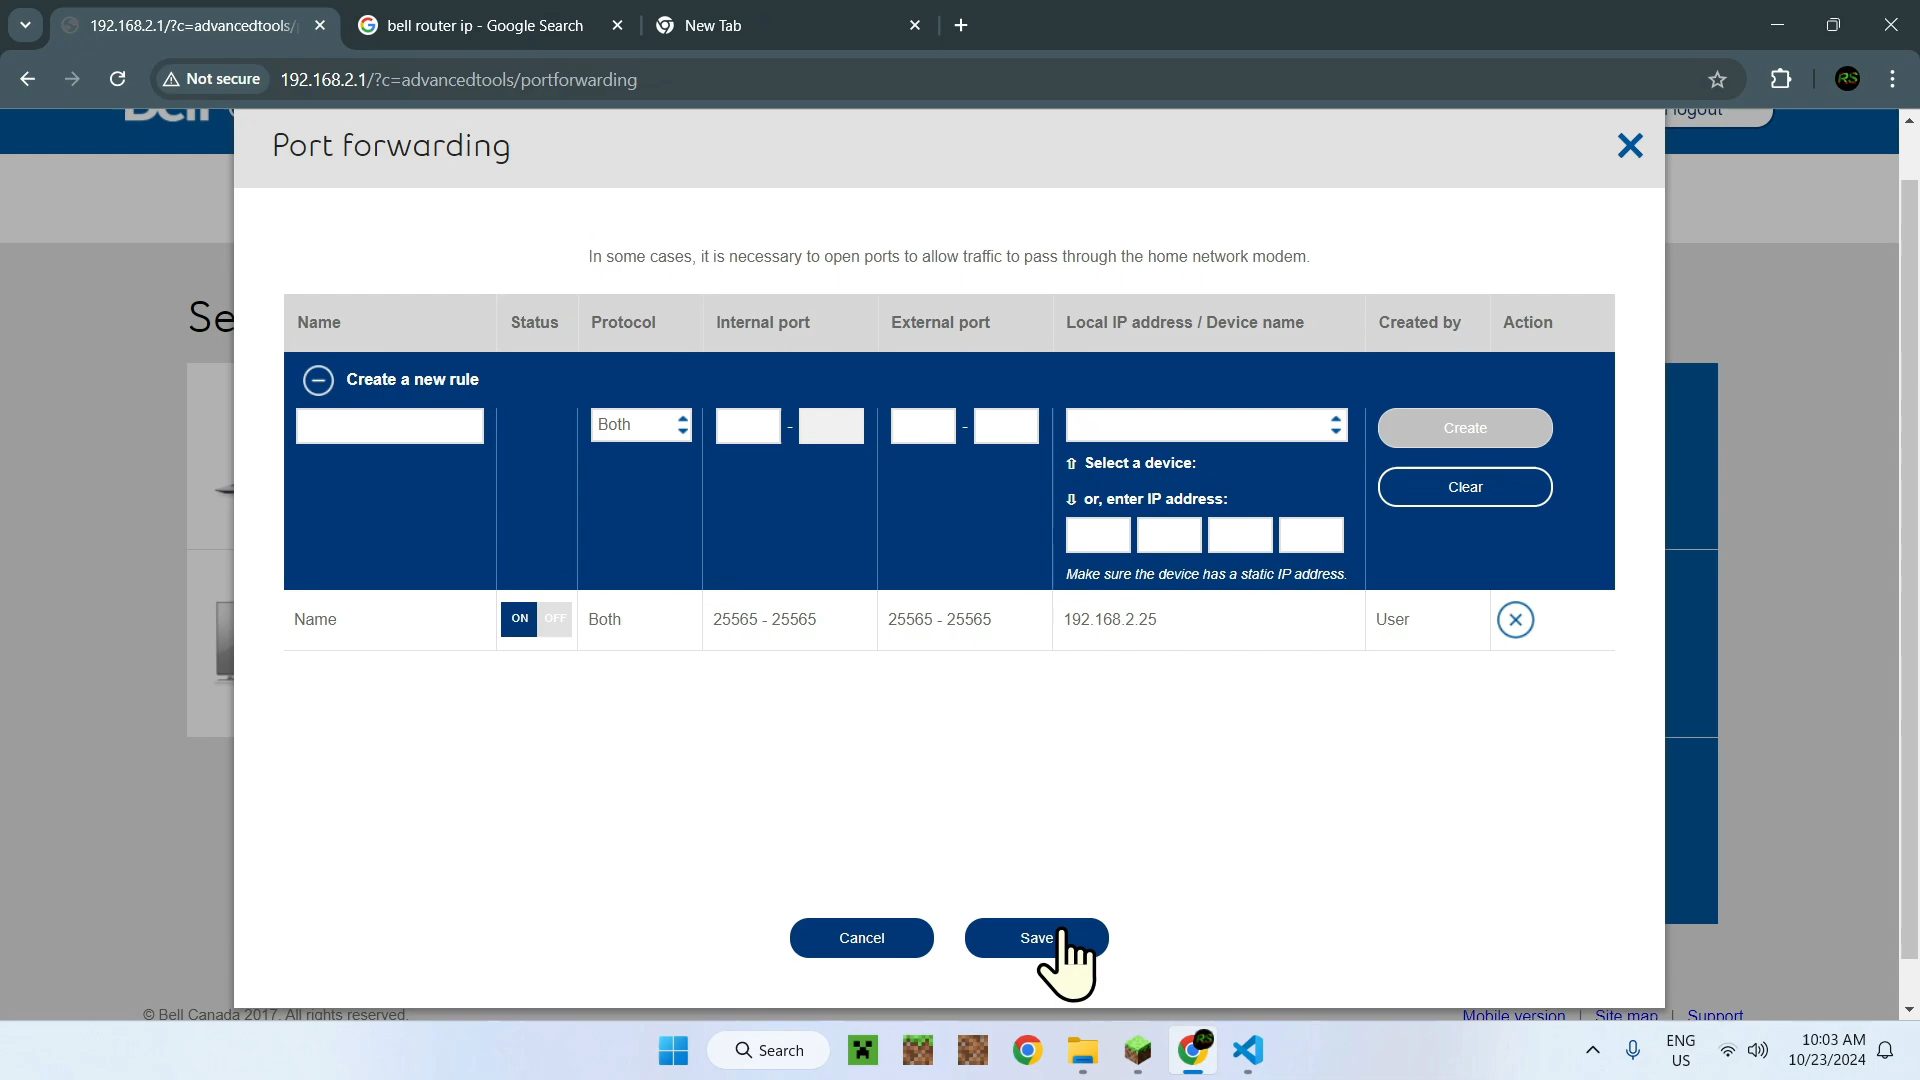 192.168.2.1/?c=advancedtools/
bell router ip - Google Search
New Tab
Not secure
192.168.2.1/?c=advancedtools/portforwarding
RS
Bell
logout
Port forwarding
In some cases, it is necessary to open ports to allow traffic to pass through the home network modem.
Se
Name Status Protocol Internal port External port Local IP address / Device name Created by Action
Create a new rule
Both - - Create
⇧ Select a device:
Clear
⇩ or, enter IP address:
Make sure the device has a static IP address.
Name ON OFF Both 25565 - 25565 25565 - 25565 192.168.2.25 User
Cancel Save
© Bell Canada 2017. All rights reserved.
Mobile version | Site map | Support
Search
RS
ENG
US
10:03 AM
10/23/2024